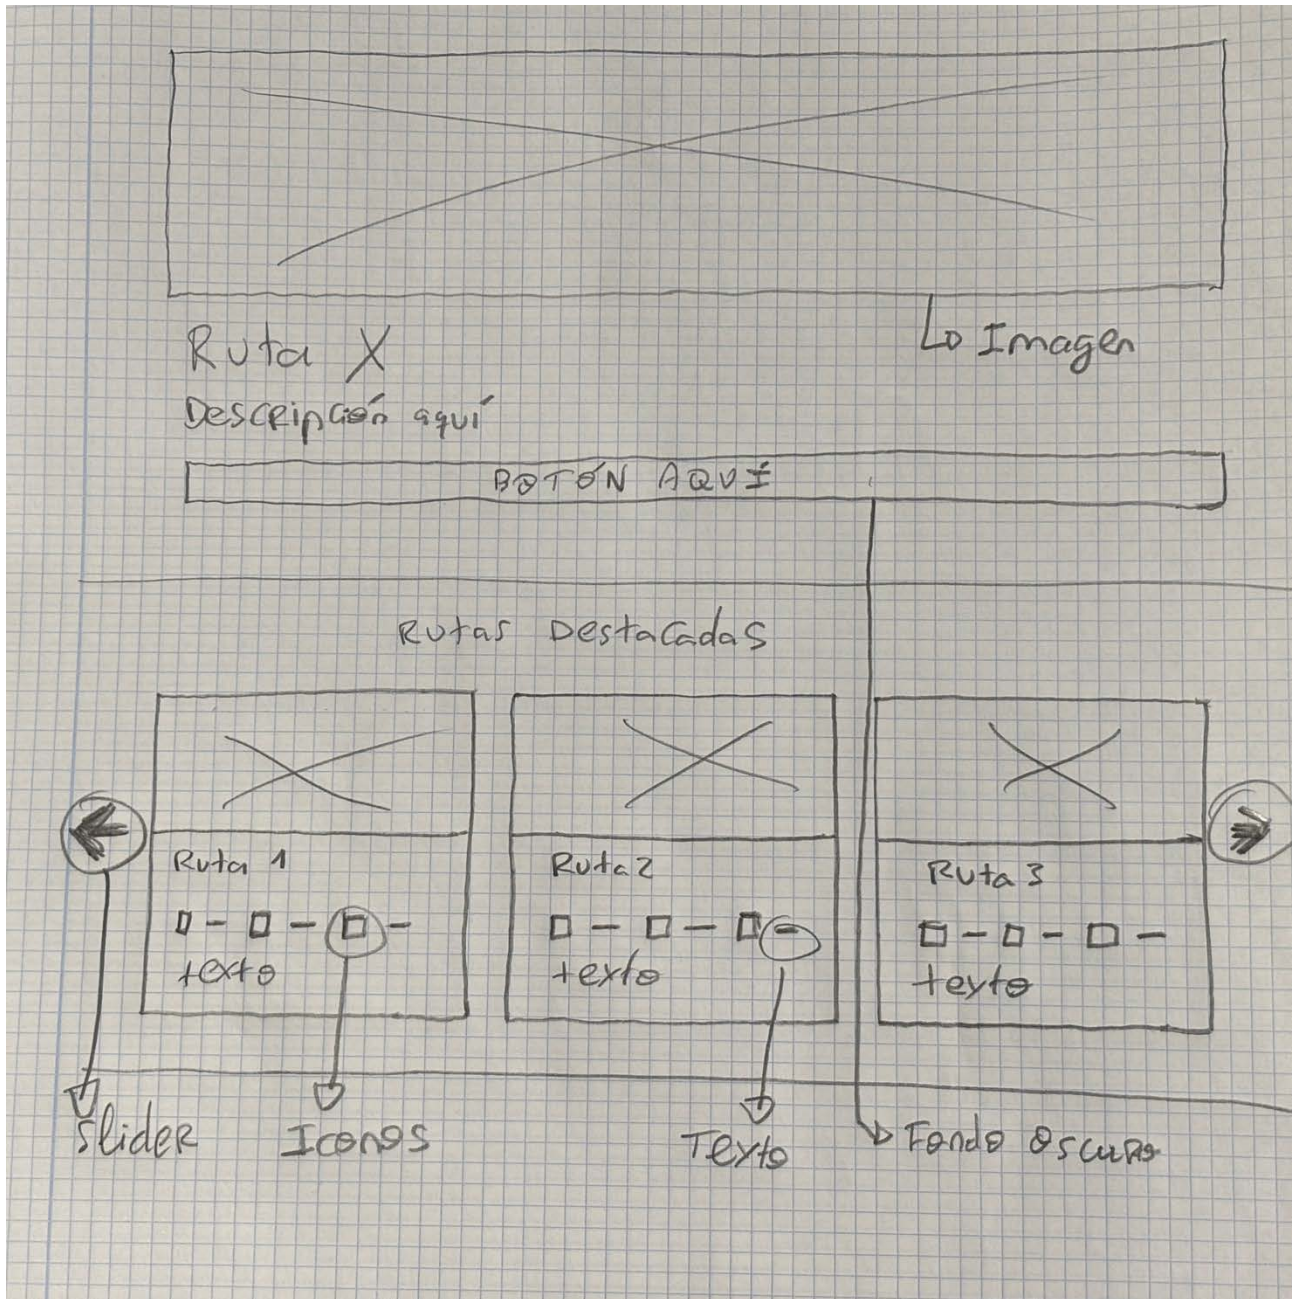 Imagen
Ruta X
Descripción aquí
BOTÓN AQUÍ
Rutas Destacadas
Ruta 1
texto
Ruta 2
texto
Ruta 3
texto
Slider
Iconos
Texto
Fondo oscuro